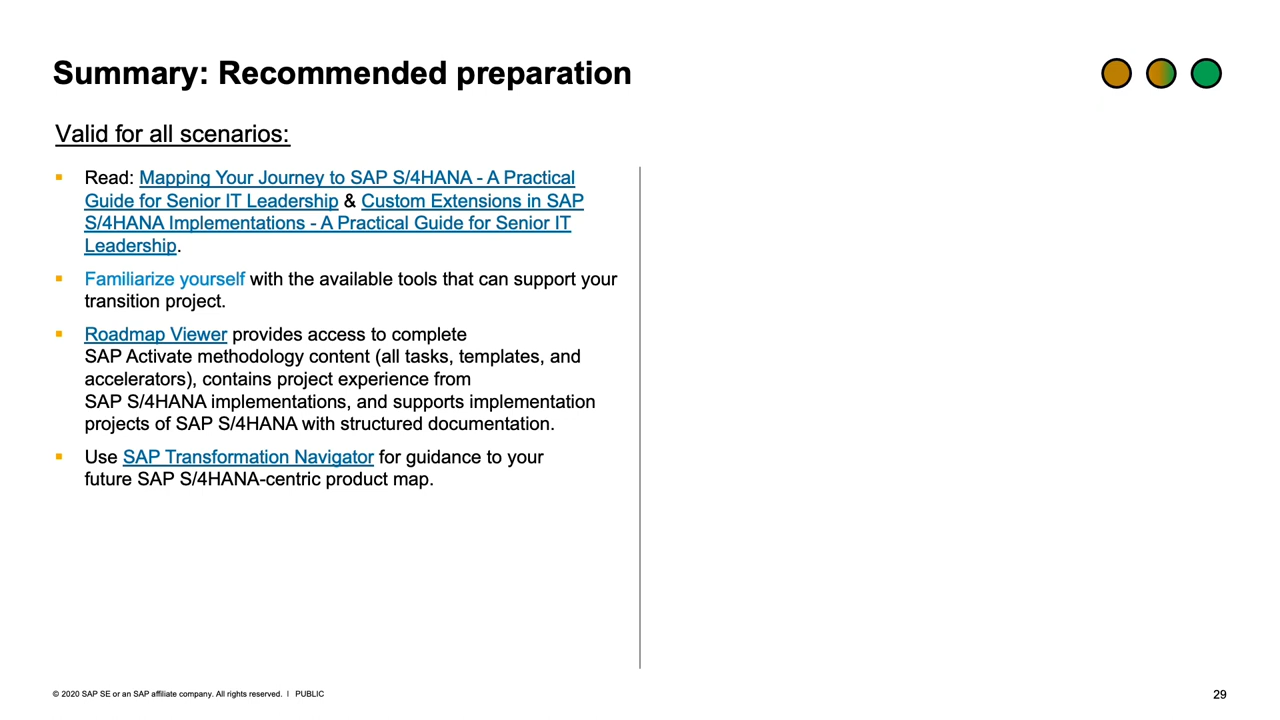 Summary: Recommended preparation
Valid for all scenarios:
▪ Read: Mapping Your Journey to SAP S/4HANA - A Practical
Guide for Senior IT Leadership & Custom Extensions in SAP
S/4HANA Implementations - A Practical Guide for Senior IT
Leadership.
▪ Familiarize yourself with the available tools that can support your
transition project.
▪ Roadmap Viewer provides access to complete
SAP Activate methodology content (all tasks, templates, and
accelerators), contains project experience from
SAP S/4HANA implementations, and supports implementation
projects of SAP S/4HANA with structured documentation.
▪ Use SAP Transformation Navigator for guidance to your
future SAP S/4HANA-centric product map.
© 2020 SAP SE or an SAP affiliate company. All rights reserved. | PUBLIC
29